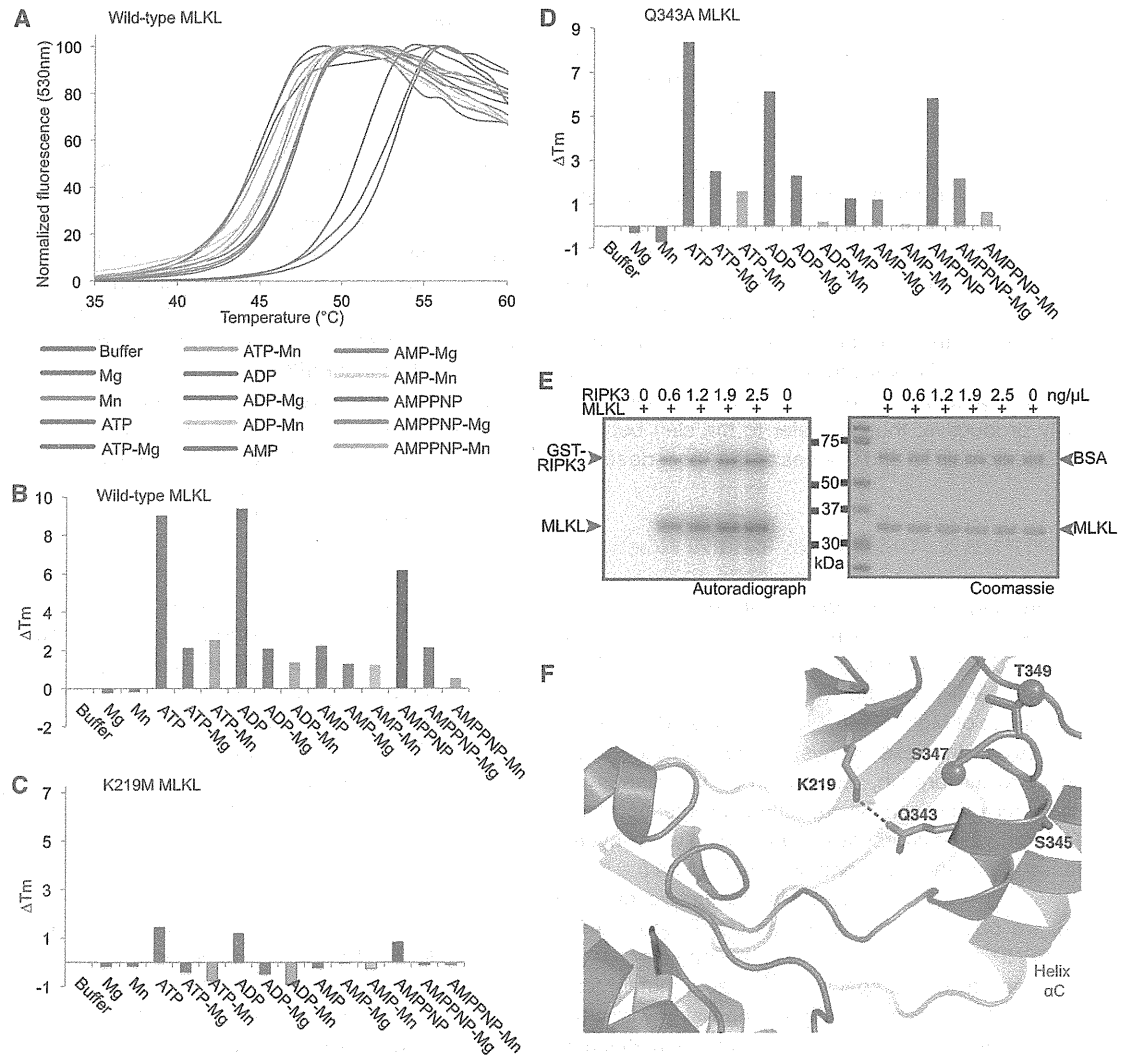 A
Wild-type MLKL
Normalized fluorescence (530nm)
100
80
60
40
20
0
35
40
45
50
55
60
Temperature (°C)
Buffer
Mg
Mn
ATP
ATP-Mg
ATP-Mn
ADP
ADP-Mg
ADP-Mn
AMP
AMP-Mg
AMP-Mn
AMPPNP
AMPPNP-Mg
AMPPNP-Mn
B
Wild-type MLKL
ΔTm
10
8
6
4
2
0
-2
Buffer
Mg
Mn
ATP
ATP-Mg
ATP-Mn
ADP
ADP-Mg
ADP-Mn
AMP
AMP-Mg
AMP-Mn
AMPPNP
AMPPNP-Mg
AMPPNP-Mn
C
K219M MLKL
ΔTm
7
5
3
1
-1
Buffer
Mg
Mn
ATP
ATP-Mg
ATP-Mn
ADP
ADP-Mg
ADP-Mn
AMP
AMP-Mg
AMP-Mn
AMPPNP
AMPPNP-Mg
AMPPNP-Mn
D
Q343A MLKL
ΔTm
9
7
5
3
1
-1
Buffer
Mg
Mn
ATP
ATP-Mg
ATP-Mn
ADP
ADP-Mg
ADP-Mn
AMP
AMP-Mg
AMP-Mn
AMPPNP
AMPPNP-Mg
AMPPNP-Mn
E
RIPK3 0 0.6 1.2 1.9 2.5 0 0 0.6 1.2 1.9 2.5 0 ng/µL
MLKL + + + + + + + + + + + +
GST-
RIPK3
MLKL
75
50
37
30
kDa
BSA
MLKL
Autoradiograph
Coomassie
F
T349
S347
K219
Q343
S345
Helix
αC